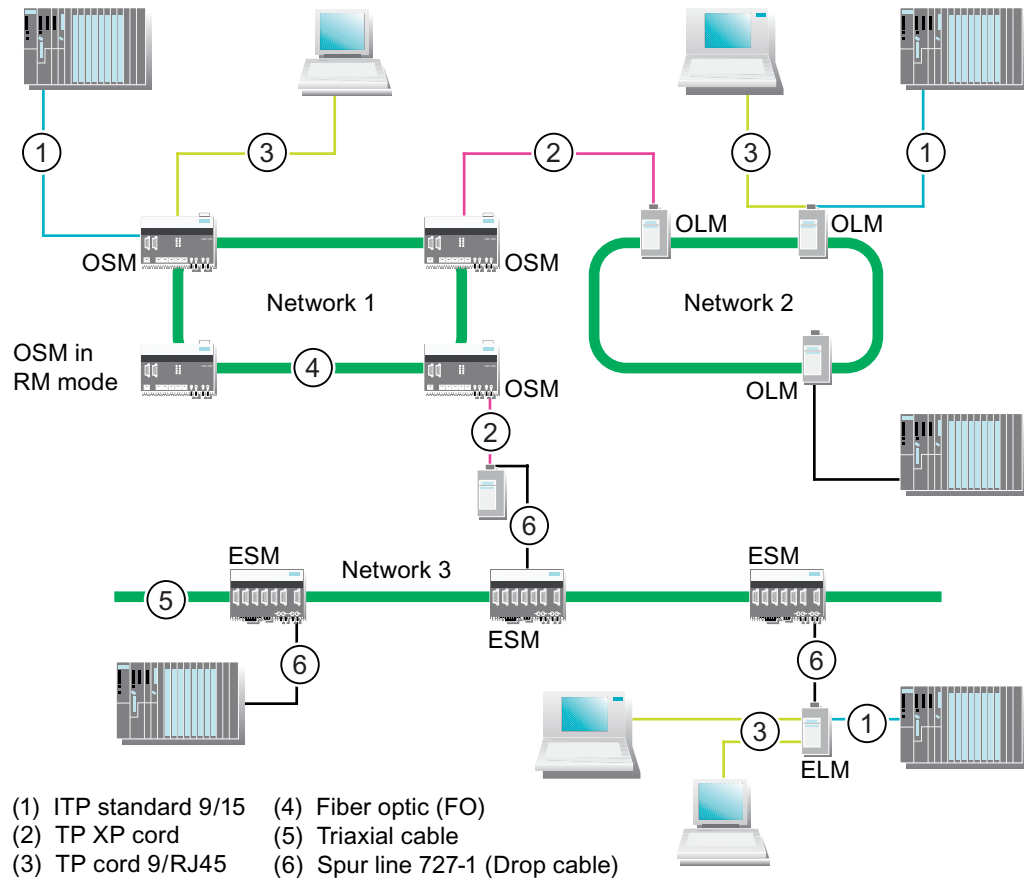 1
3
2
3
1
OSM
OSM
OLM
OLM
Network 1
Network 2
OSM in
RM mode
4
OSM
OLM
2
6
ESM
Network 3
ESM
5
ESM
6
6
3
1
ELM
(1) ITP standard 9/15
(2) TP XP cord
(3) TP cord 9/RJ45
(4) Fiber optic (FO)
(5) Triaxial cable
(6) Spur line 727-1 (Drop cable)